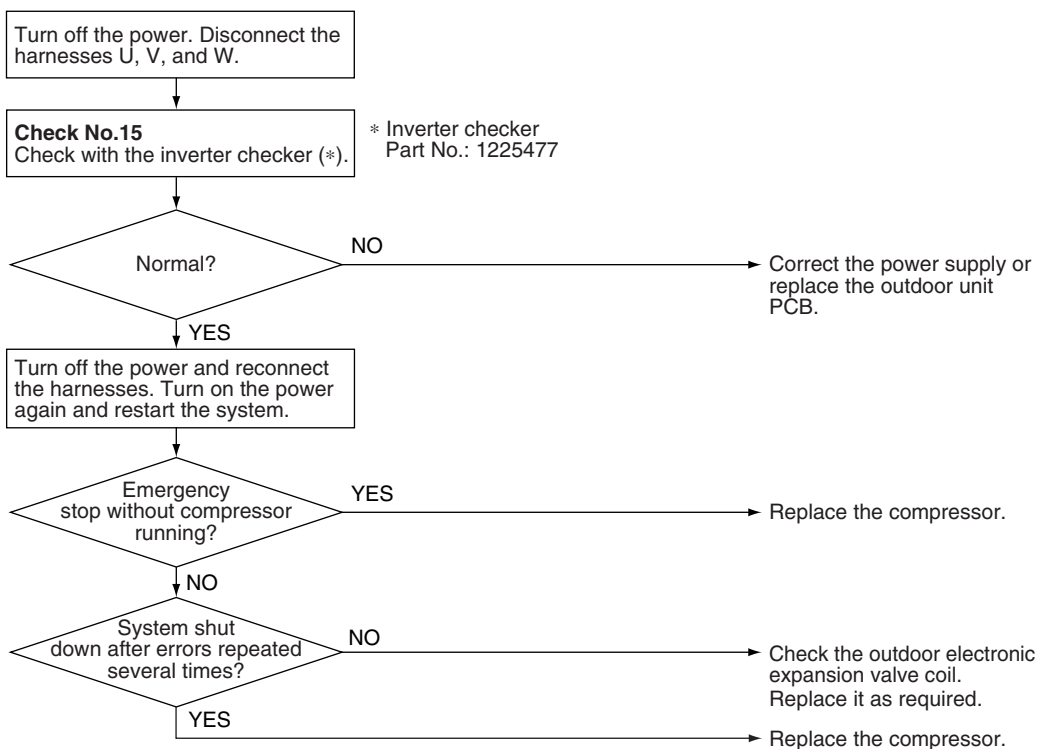 Turn off the power. Disconnect the
harnesses U, V, and W.
Check No.15
Check with the inverter checker (∗).
∗ Inverter checker
Part No.: 1225477
Normal?
NO
Correct the power supply or
replace the outdoor unit
PCB.
YES
Turn off the power and reconnect
the harnesses. Turn on the power
again and restart the system.
Emergency
stop without compressor
running?
YES
Replace the compressor.
NO
System shut
down after errors repeated
several times?
NO
Check the outdoor electronic
expansion valve coil.
Replace it as required.
YES
Replace the compressor.